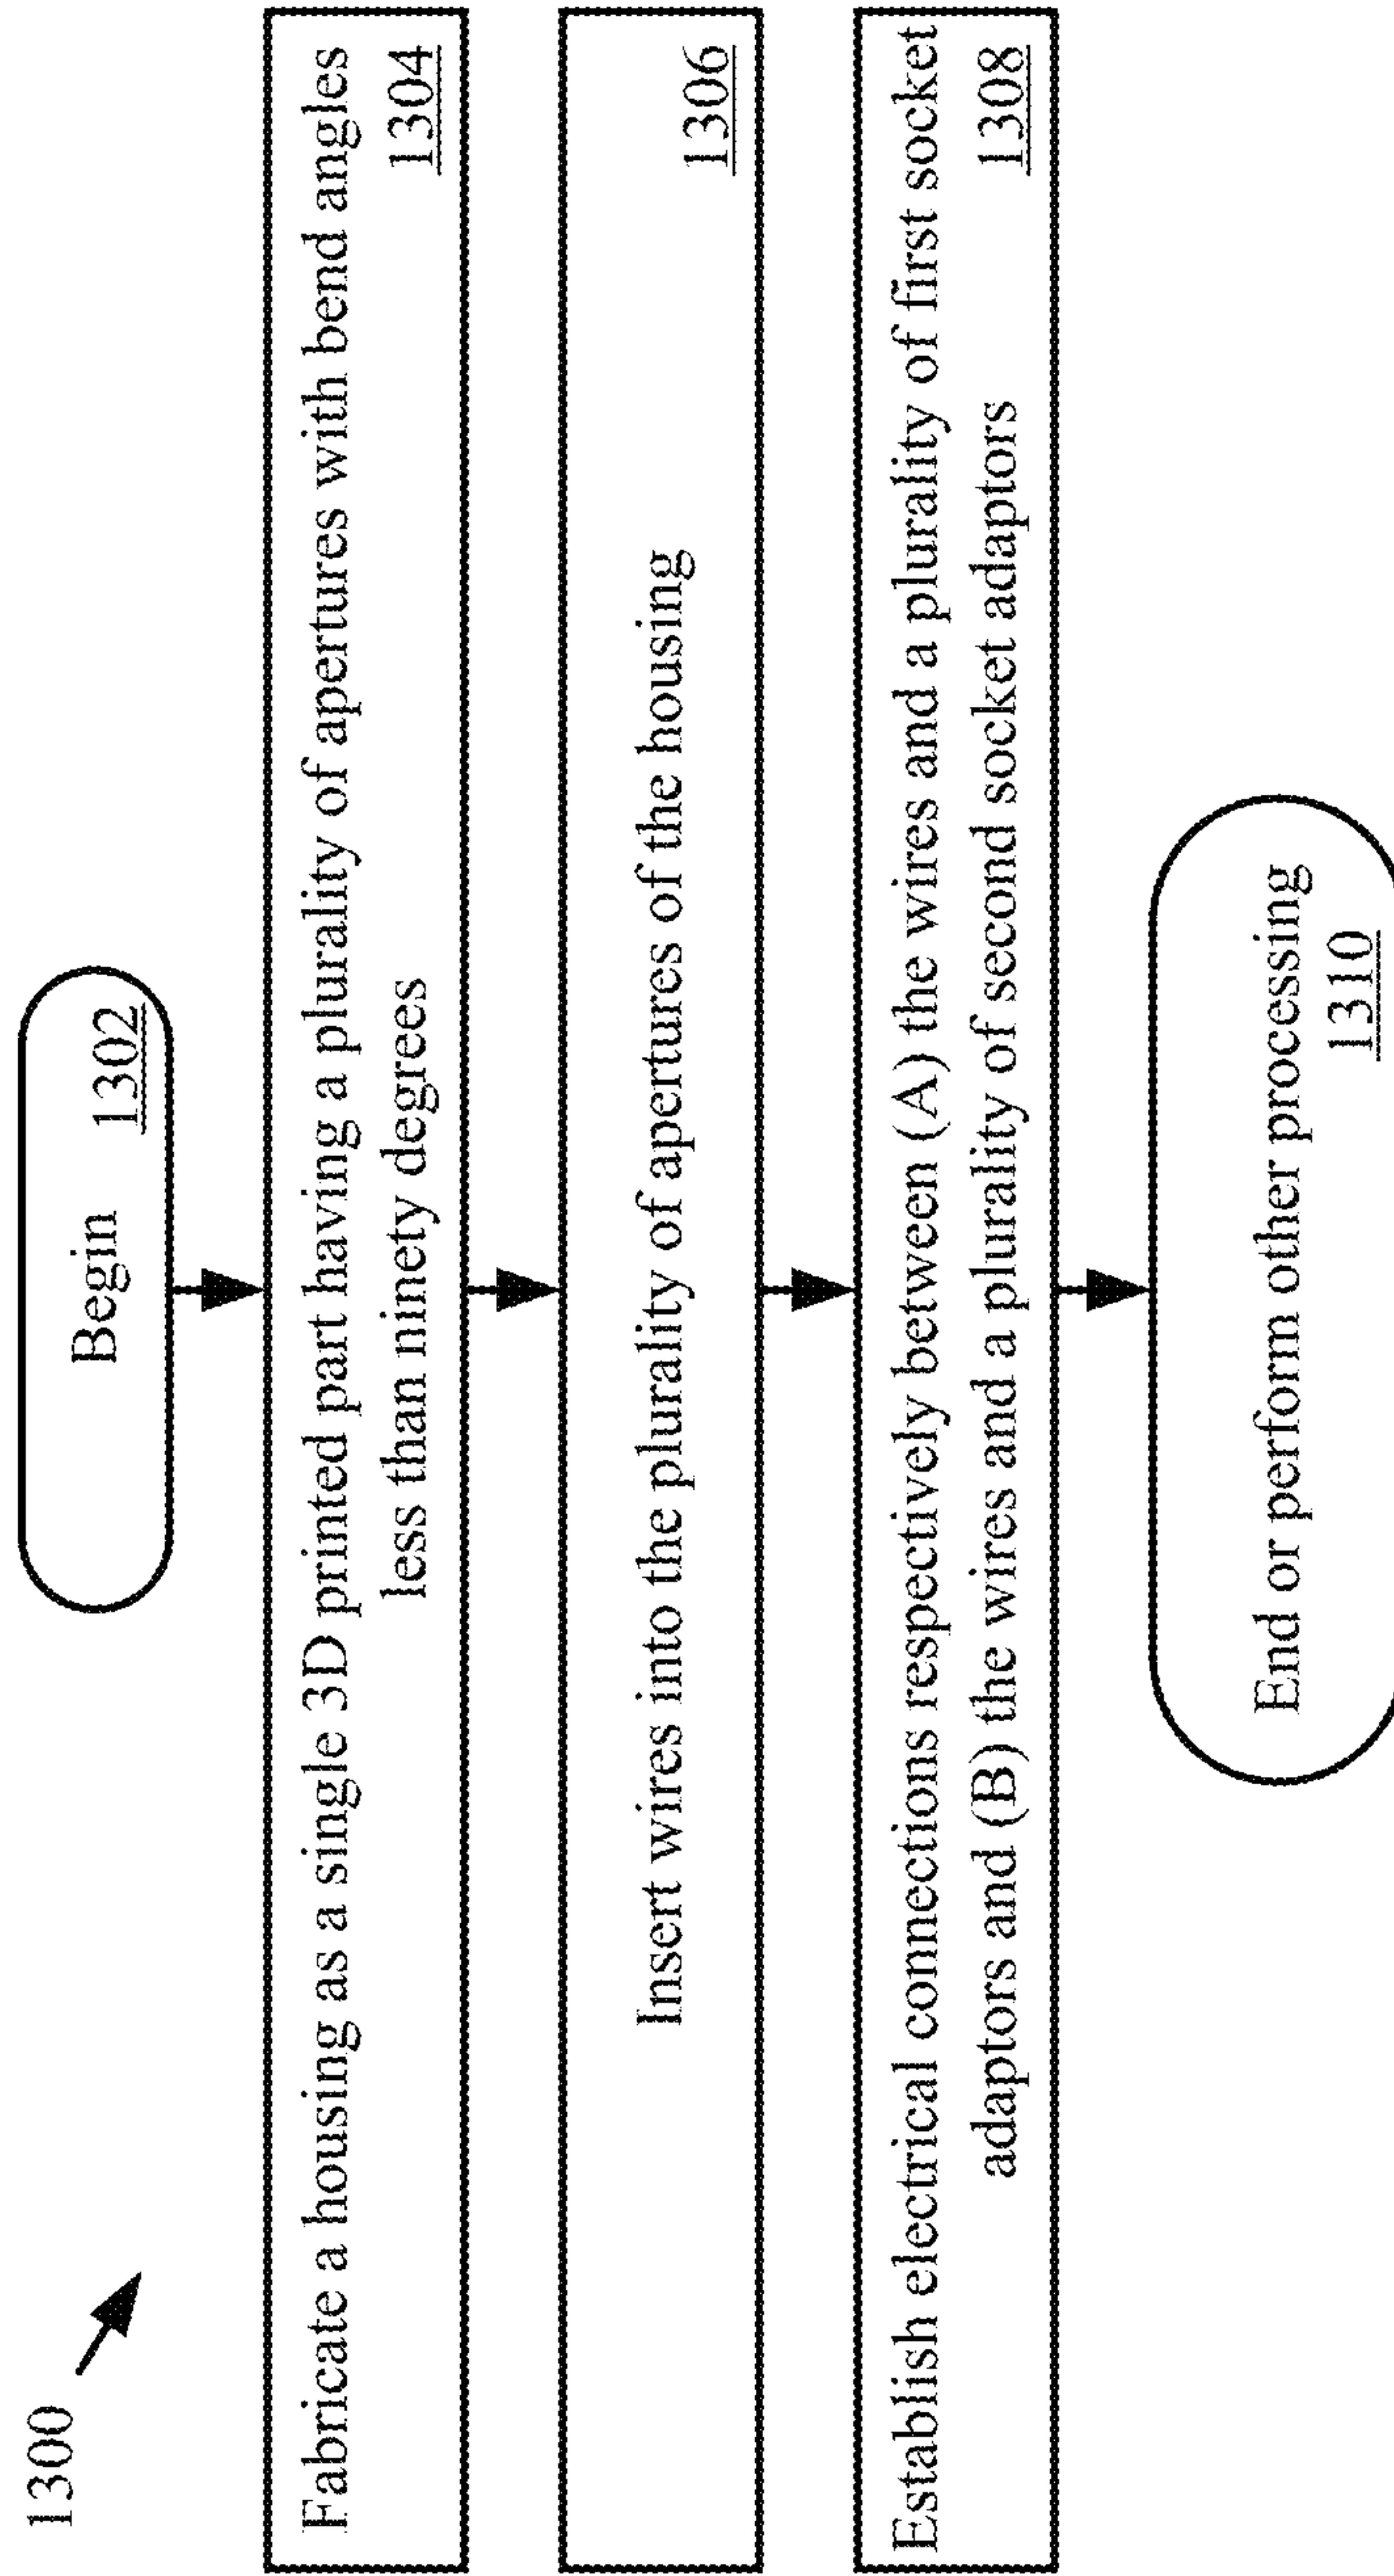 1300
Begin
1302
Fabricate a housing as a single 3D printed part having a plurality of apertures with bend angles
less than ninety degrees
1304
Insert wires into the plurality of apertures of the housing
1306
Establish electrical connections respectively between (A) the wires and a plurality of first socket
adaptors and (B) the wires and a plurality of second socket adaptors
1308
End or perform other processing
1310